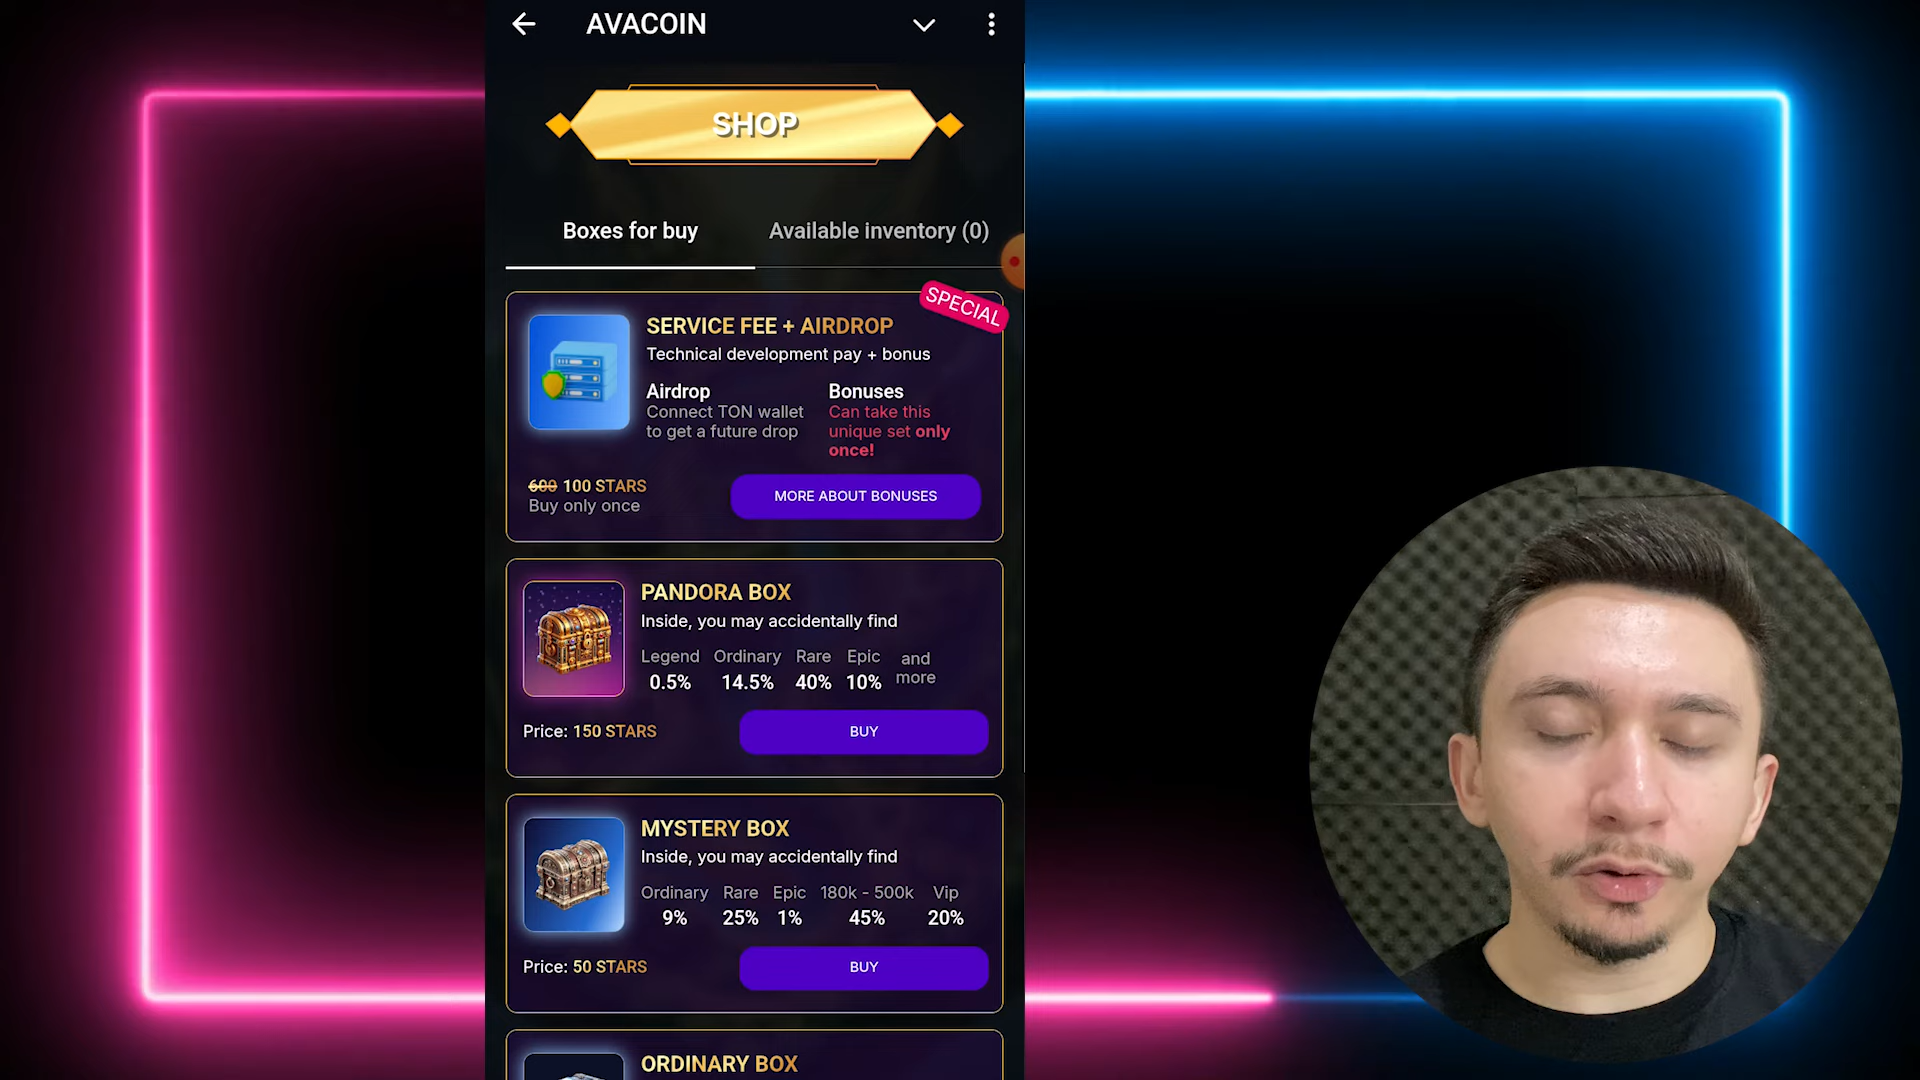 AVACOIN
SHOP
Boxes for buy
Available inventory (0)
SPECIAL
SERVICE FEE + AIRDROP
Technical development pay + bonus
Airdrop
Connect TON wallet
to get a future drop
Bonuses
Can take this
unique set only
once!
600 100 STARS
Buy only once
MORE ABOUT BONUSES
PANDORA BOX
Inside, you may accidentally find
Legend Ordinary Rare Epic and more
0.5% 14.5% 40% 10%
Price: 150 STARS
BUY
MYSTERY BOX
Inside, you may accidentally find
Ordinary Rare Epic 180k - 500k Vip
9% 25% 1% 45% 20%
Price: 50 STARS
BUY
ORDINARY BOX